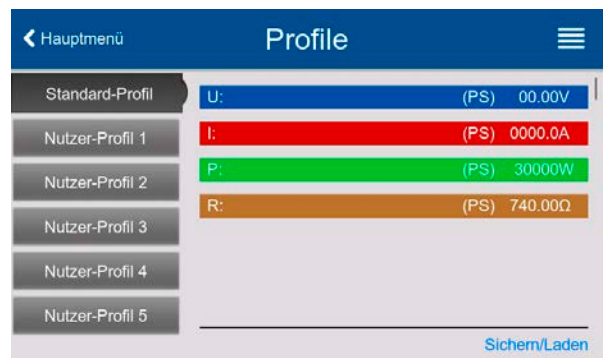 Hauptmenü
Profile
Standard-Profil
Nutzer-Profil 1
Nutzer-Profil 2
Nutzer-Profil 3
Nutzer-Profil 4
Nutzer-Profil 5
U: (PS) 00.00V
I: (PS) 0000.0A
P: (PS) 30000W
R: (PS) 740.00Ω
Sichern/Laden